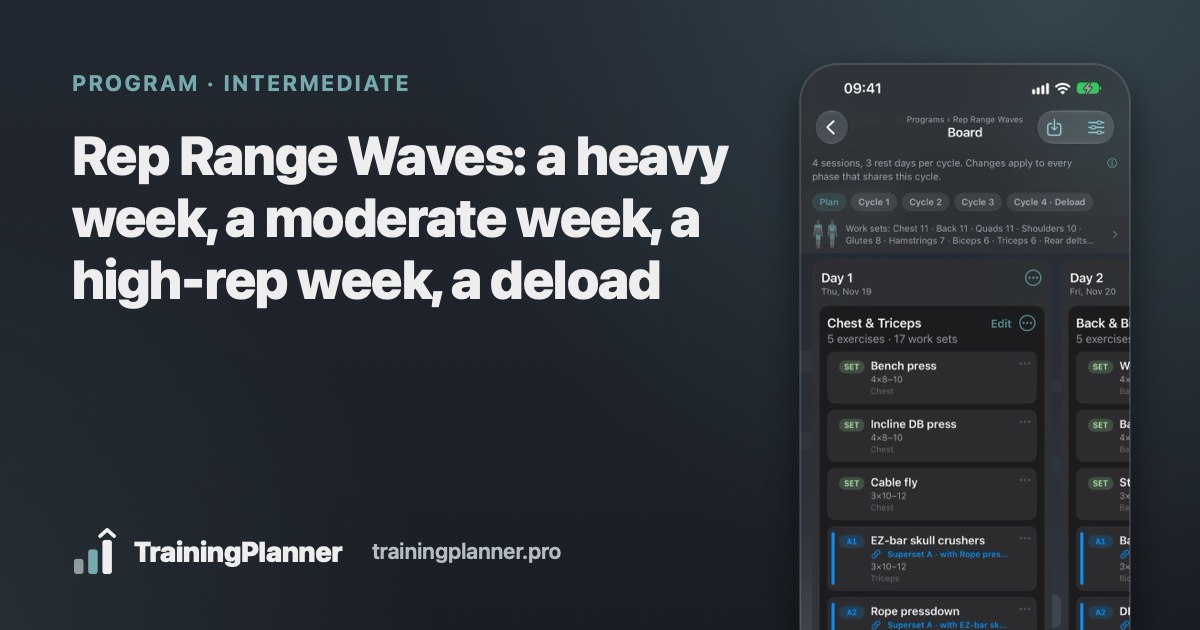 PROGRAM · INTERMEDIATE
Rep Range Waves: a heavy
week, a moderate week, a
high-rep week, a deload
TrainingPlanner
trainingplanner.pro
09:41
Programs › Rep Range Waves
Board
4 sessions, 3 rest days per cycle. Changes apply to every
phase that shares this cycle.
Plan Cycle 1 Cycle 2 Cycle 3 Cycle 4 · Deload
Work sets: Chest 11 · Back 11 · Quads 11 · Shoulders 10 ·
Glutes 8 · Hamstrings 7 · Biceps 6 · Triceps 6 · Rear delts...
Day 1
Thu, Nov 19
Chest & Triceps Edit
5 exercises · 17 work sets
SET Bench press
4×8–10
Chest
SET Incline DB press
4×8–10
Chest
SET Cable fly
3×10–12
Chest
A1 EZ-bar skull crushers
Superset A · with Rope pres...
3×10–12
Triceps
A2 Rope pressdown
Superset A · with EZ-bar sk...
Day 2
Fri, Nov 20
Back & Bi
5 exercises
SET
SET
SET
A1
A2